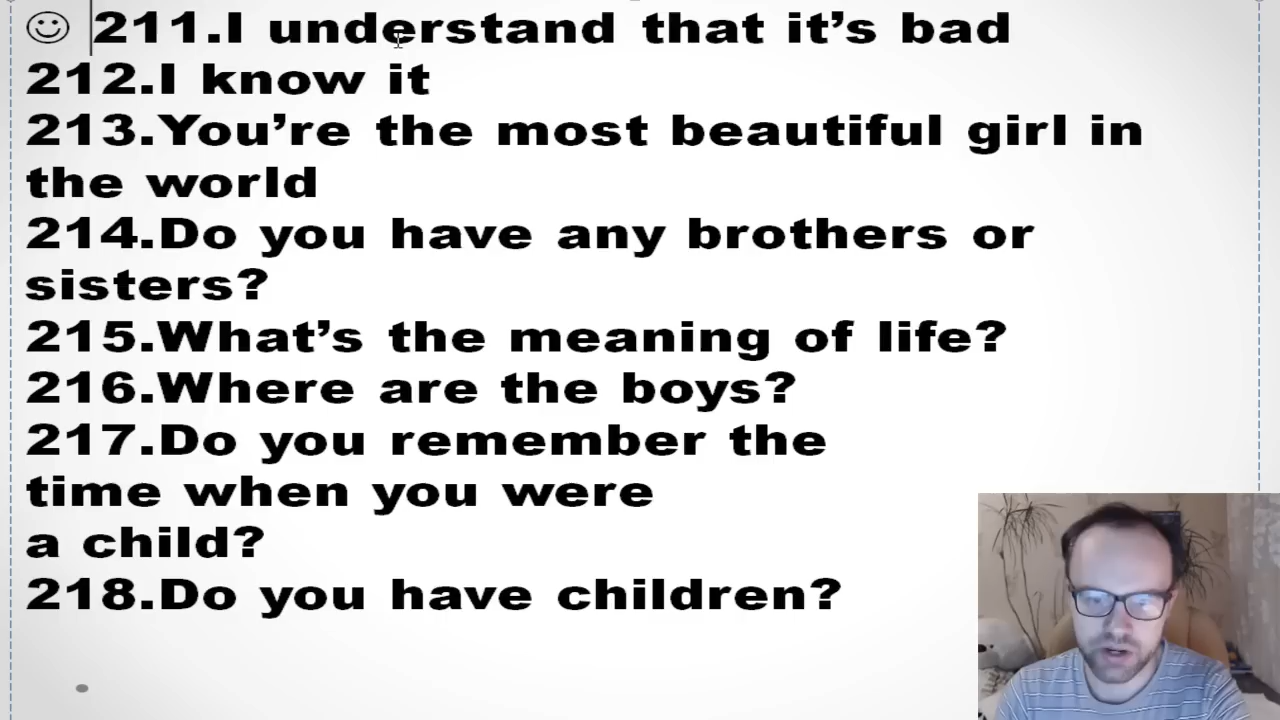 ☺ 211.I understand that it’s bad
212.I know it
213.You’re the most beautiful girl in
the world
214.Do you have any brothers or
sisters?
215.What’s the meaning of life?
216.Where are the boys?
217.Do you remember the
time when you were
a child?
218.Do you have children?